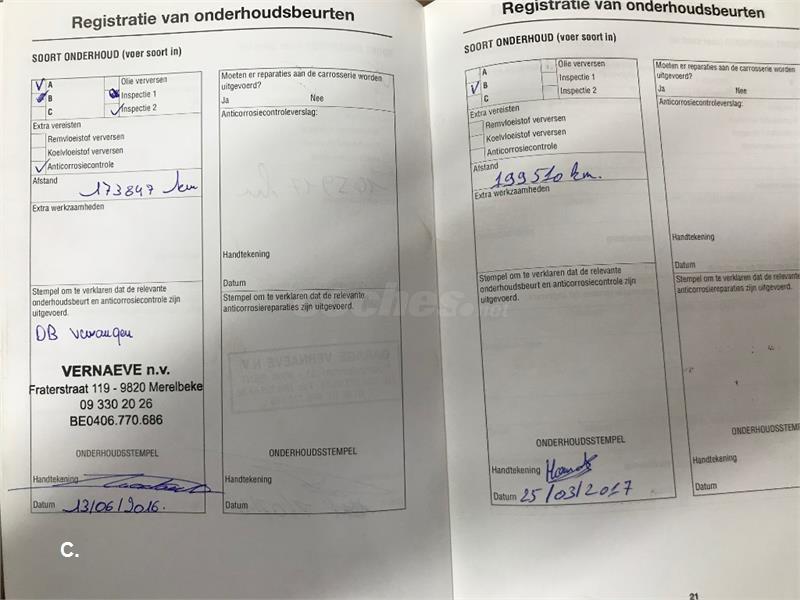 Registratie van onderhoudsbeurten
SOORT ONDERHOUD (voer soort in)
A
B
C
Olie verversen
Inspectie 1
Inspectie 2
Extra vereisten
Remvloeistof verversen
Koelvloeistof verversen
Anticorrosiecontrole
Afstand
173847 km
Extra werkzaamheden
Stempel om te verklaren dat de relevante
onderhoudsbeurt en anticorrosiecontrole zijn
uitgevoerd.
DB vervangen
VERNAEVE n.v.
Fraterstraat 119 - 9820 Merelbeke
09 330 20 26
BE0406.770.686
ONDERHOUDSSTEMPEL
Handtekening
Datum 13/06/2016.
Moeten er reparaties aan de carrosserie worden
uitgevoerd?
Ja Nee
Anticorrosiecontroleverslag:
Handtekening
Datum
Stempel om te verklaren dat de relevante
anticorrosiereparaties zijn uitgevoerd.
ONDERHOUDSSTEMPEL
Handtekening
Datum
C.
Registratie van onderhoudsbeurten
SOORT ONDERHOUD (voer soort in)
A
B
C
Olie verversen
Inspectie 1
Inspectie 2
Extra vereisten
Remvloeistof verversen
Koelvloeistof verversen
Anticorrosiecontrole
Afstand
199510 km.
Extra werkzaamheden
Stempel om te verklaren dat de relevante
onderhoudsbeurt en anticorrosiecontrole zijn
uitgevoerd.
ONDERHOUDSSTEMPEL
Handtekening
Datum 25/03/2017
Moeten er reparaties aan de carrosserie worden
uitgevoerd?
Ja Nee
Anticorrosiecontroleverslag:
Handtekening
Datum
Stempel om te verklaren dat de relevante
anticorrosiereparaties zijn uitgevoerd.
ONDERHOUDSSTEMP
Handtekening
Datum
21